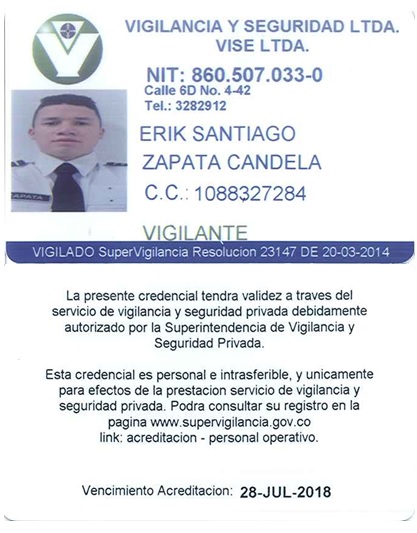 VIGILANCIA Y SEGURIDAD LTDA.
VISE LTDA.
NIT: 860.507.033-0
Calle 6D No. 4-42
Tel.: 3282912
ERIK SANTIAGO
ZAPATA CANDELA
C.C.: 1088327284
ZAPATA
VIGILANTE
VIGILADO SuperVigilancia Resolucion 23147 DE 20-03-2014
La presente credencial tendra validez a traves del
servicio de vigilancia y seguridad privada debidamente
autorizado por la Superintendencia de Vigilancia y
Seguridad Privada.
Esta credencial es personal e intrasferible, y unicamente
para efectos de la prestacion servicio de vigilancia y
seguridad privada. Podra consultar su registro en la
pagina www.supervigilancia.gov.co
link: acreditacion - personal operativo.
Vencimiento Acreditacion: 28-JUL-2018